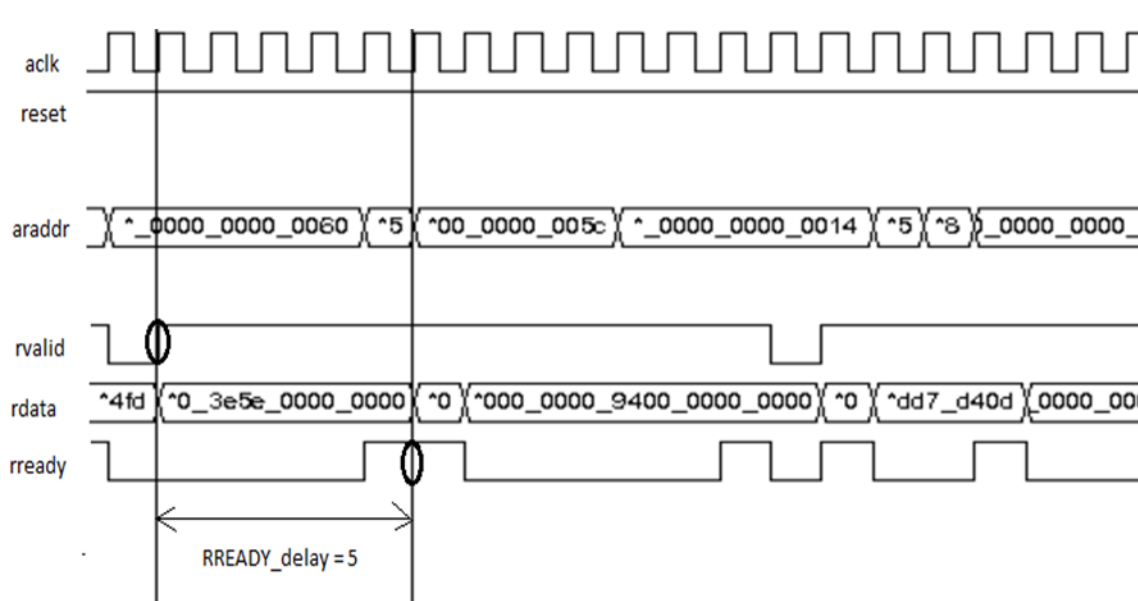 aclk
reset
araddr ^_0000_0000_0060 ^5 ^00_0000_005c ^_0000_0000_0014 ^5 ^8 )_0000_0000_
rvalid
rdata ^4fd ^0_3e5e_0000_0000 ^0 ^000_0000_9400_0000_0000 ^0 ^dd7_d40d _0000_00
rready
RREADY_delay = 5